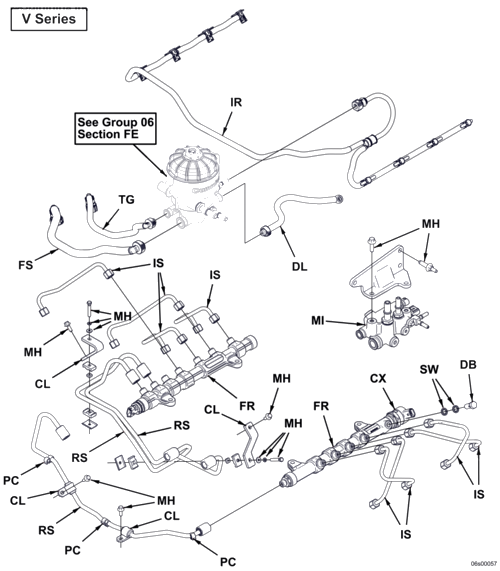 V Series
IR
See Group 06
Section FE
TG
FS
DL
MH
IS
IS
MH
MH
CL
MI
FR
MH
CL
MH
RS
RS
FR
CX
SW
DB
PC
CL
MH
RS
MH
CL
PC
PC
IS
IS
06s00057